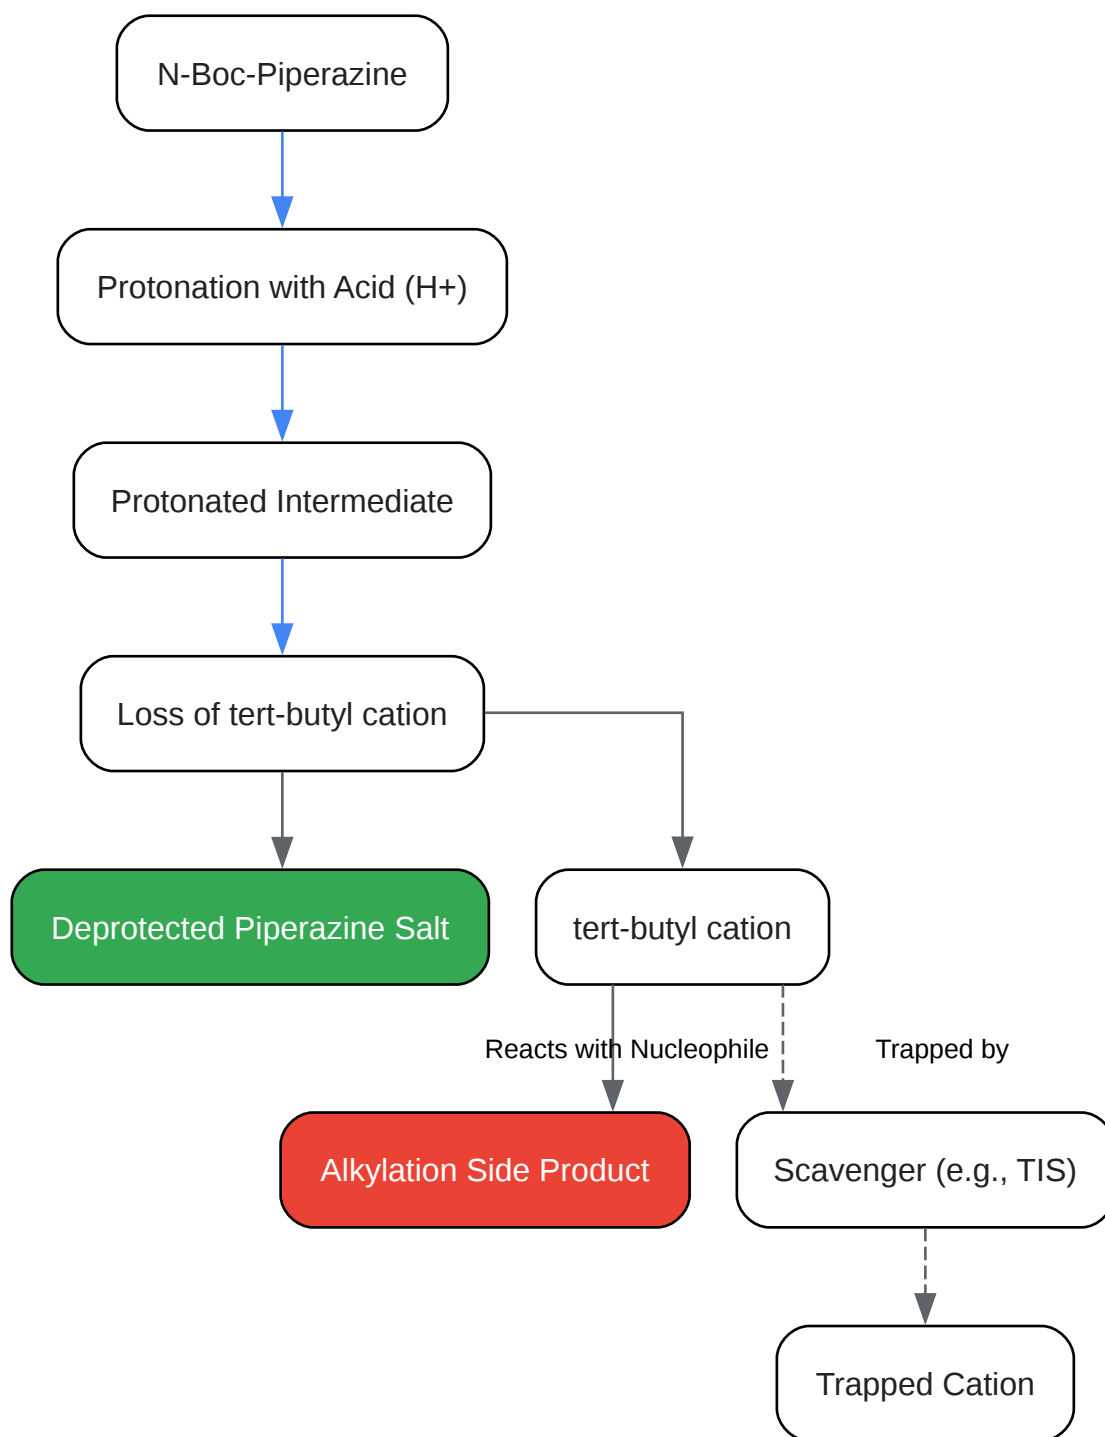 N-Boc-Piperazine
Protonation with Acid (H+)
Protonated Intermediate
Loss of tert-butyl cation
Deprotected Piperazine Salt
tert-butyl cation
Reacts with Nucleophile
Trapped by
Alkylation Side Product
Scavenger (e.g., TIS)
Trapped Cation